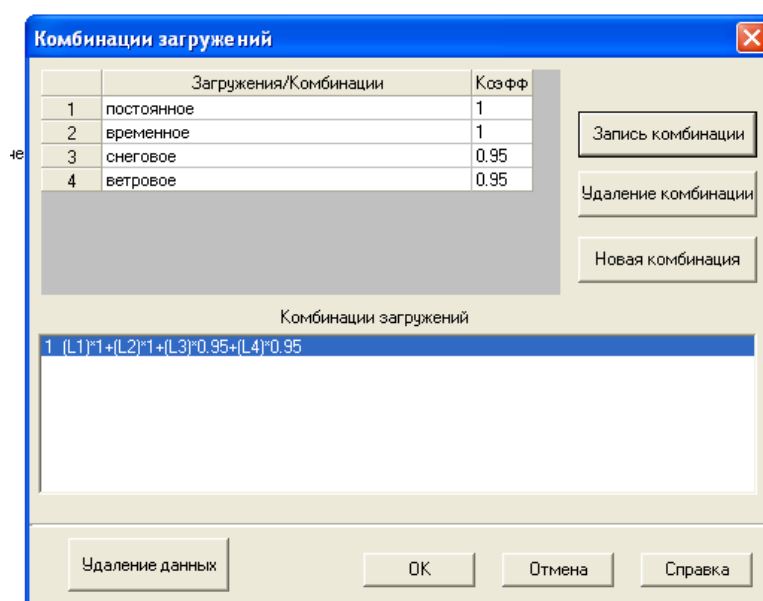 Комбинации загружений
Загружения/Комбинации Коэфф
1 постоянное 1
2 временное 1
3 снеговое 0.95
4 ветровое 0.95
не
Запись комбинации
Удаление комбинации
Новая комбинация
Комбинации загружений
1 (L1)*1+(L2)*1+(L3)*0.95+(L4)*0.95
Удаление данных
OK
Отмена
Справка